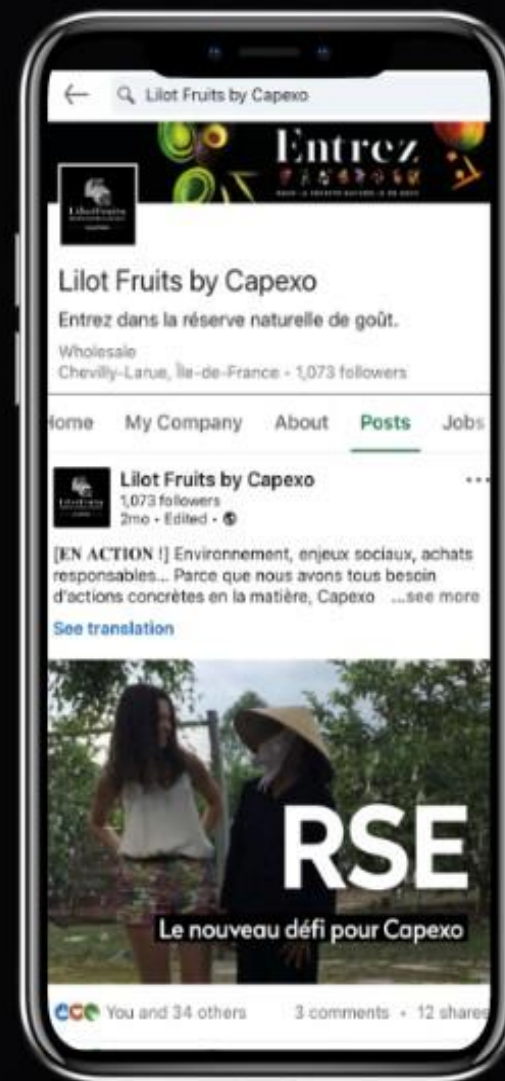 Lilot Fruits by Capexo
Entrez
LilotFruits
Lilot Fruits by Capexo
Entrez dans la réserve naturelle de goût.
Wholesale
Chevilly-Larue, Île-de-France • 1,073 followers
Home My Company About Posts Jobs
Lilot Fruits by Capexo
1,073 followers
2mo • Edited •
[EN ACTION !] Environnement, enjeux sociaux, achats
responsables... Parce que nous avons tous besoin
d'actions concrètes en la matière, Capexo ...see more
See translation
RSE
Le nouveau défi pour Capexo
You and 34 others 3 comments • 12 shares